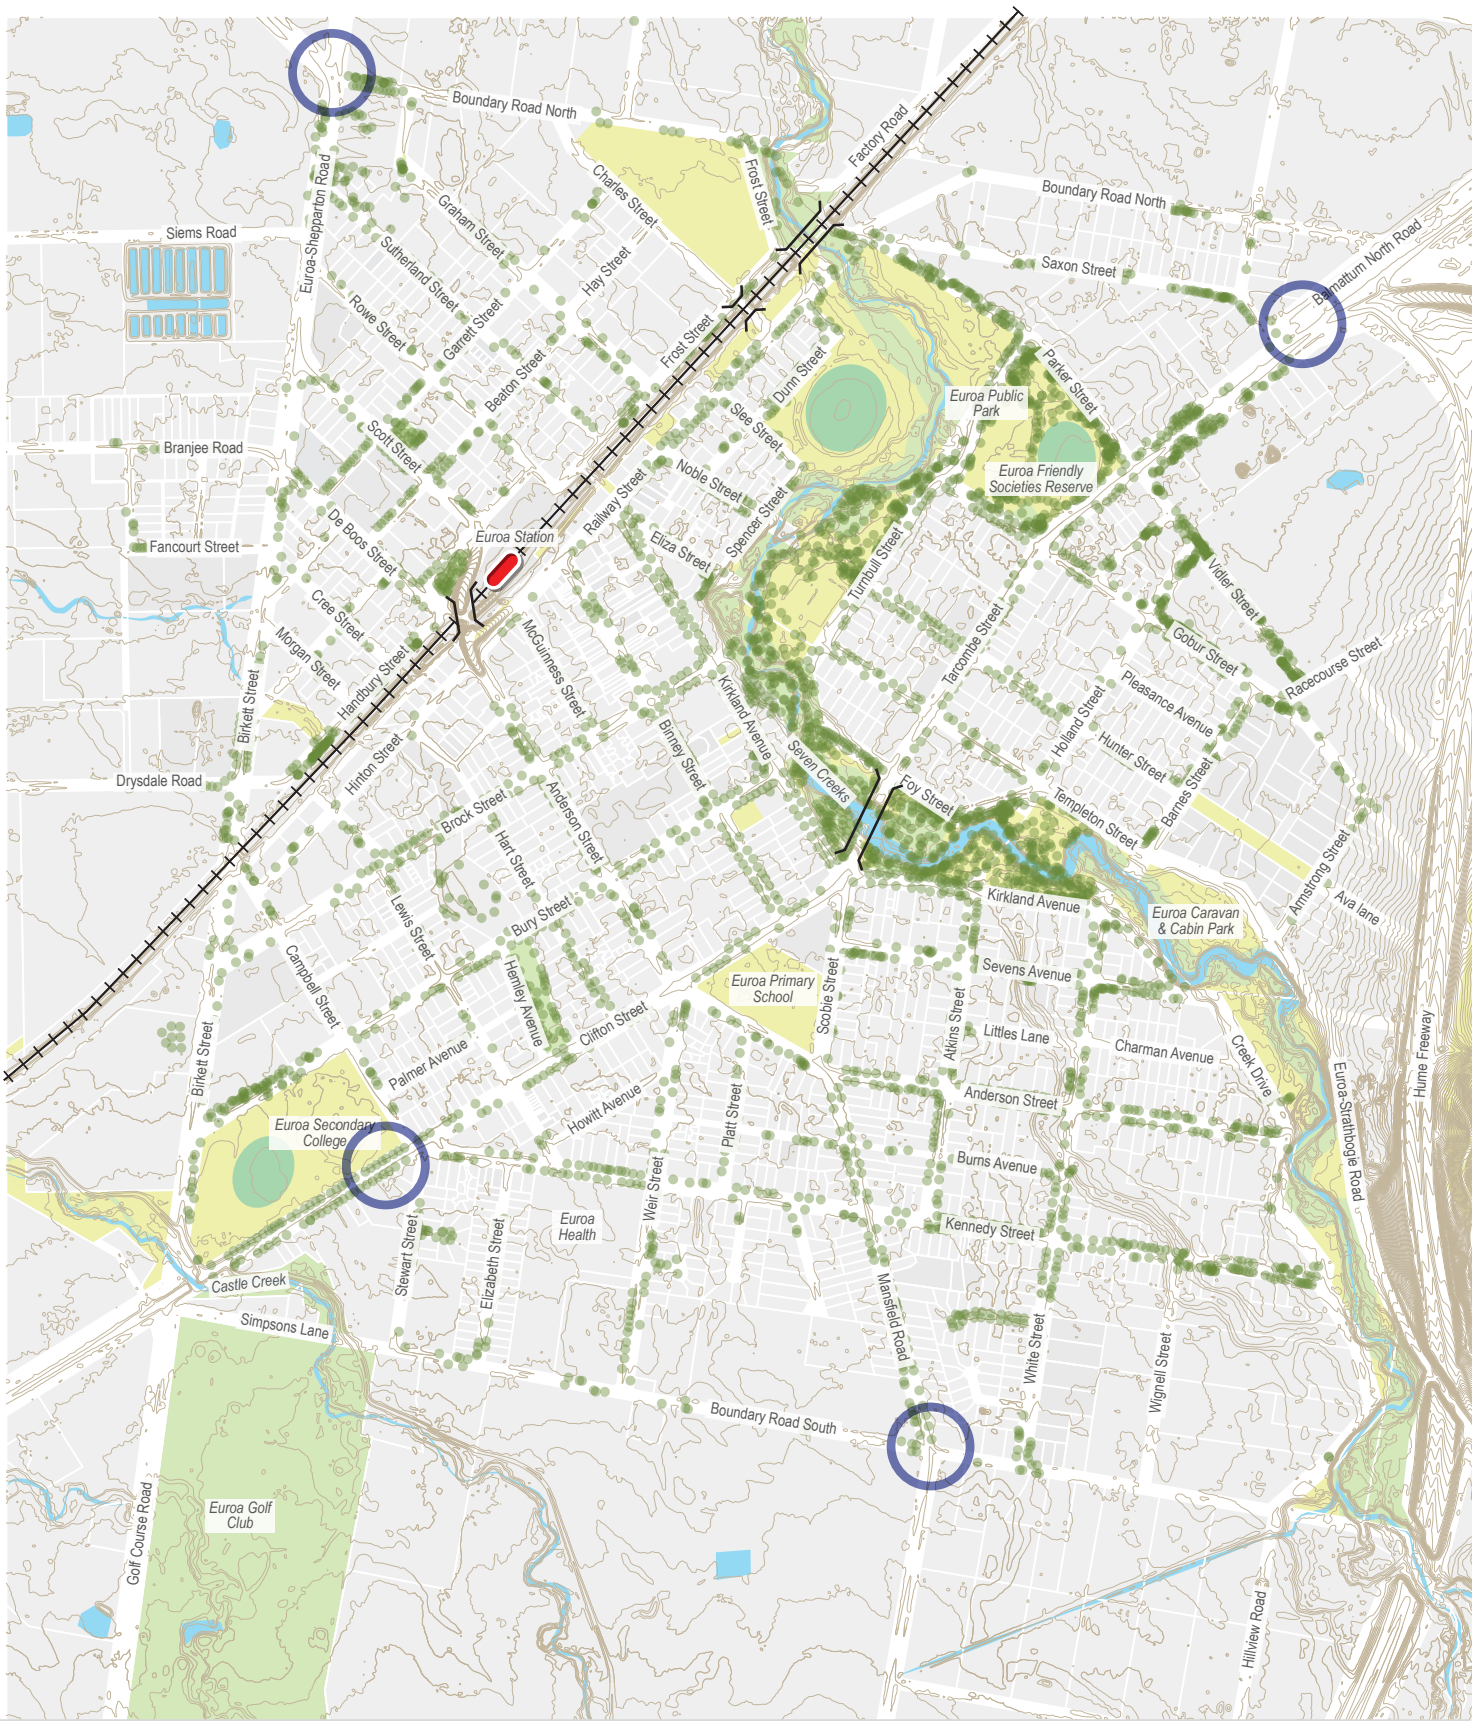 Boundary Road North
Factory Road
Charles Street
Frost Street
Boundary Road North
Euroa-Shepparton Road
Graham Street
Siems Road
Sutherland Street
Hay Street
Saxon Street
Balmattum North Road
Rowe Street
Garrett Street
Frost Street
Beaton Street
Dunn Street
Parker Street
Euroa Public
Park
Slee Street
Scott Street
Branjee Road
Noble Street
Euroa Friendly
Societies Reserve
Railway Street
Spencer Street
De Boos Street
Euroa Station
Fancourt Street
Eliza Street
Turnbull Street
Vidler Street
Cree Street
McGuinness Street
Tarcombe Street
Gobur Street
Morgan Street
Handbury Street
Racecourse Street
Birkett Street
Kirkland Avenue
Pleasance Avenue
Holland Street
Binney Street
Hunter Street
Hinton Street
Seven Creeks
Drysdale Road
Foy Street
Barnes Street
Templeton Street
Brock Street
Anderson Street
Hart Street
Armstrong Street
Lewis Street
Bury Street
Kirkland Avenue
Ava lane
Euroa Caravan
& Cabin Park
Campbell Street
Hemley Avenue
Euroa Primary
School
Scobie Street
Sevens Avenue
Clifton Street
Atkins Street
Littles Lane
Birkett Street
Palmer Avenue
Charman Avenue
Creek Drive
Hume Freeway
Howitt Avenue
Platt Street
Anderson Street
Euroa-Strathbogie Road
Euroa Secondary
College
Burns Avenue
Weir Street
Euroa
Health
Kennedy Street
Stewart Street
Elizabeth Street
Castle Creek
Mansfield Road
Simpsons Lane
White Street
Wignell Street
Boundary Road South
Golf Course Road
Euroa Golf
Club
Hillview Road